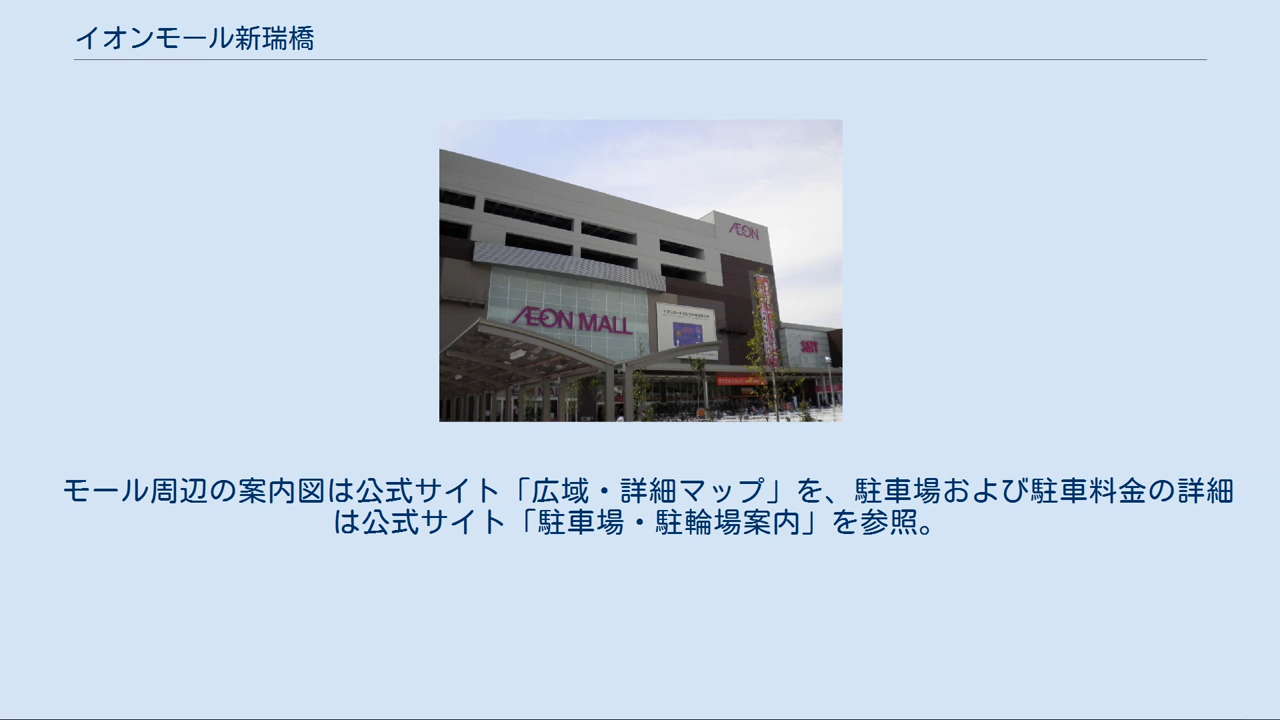 イオンモール新瑞橋
ÆON
ÆON MALL
モール周辺の案内図は公式サイト「広域・詳細マップ」を、駐車場および駐車料金の詳細
は公式サイト「駐車場・駐輪場案内」を参照。